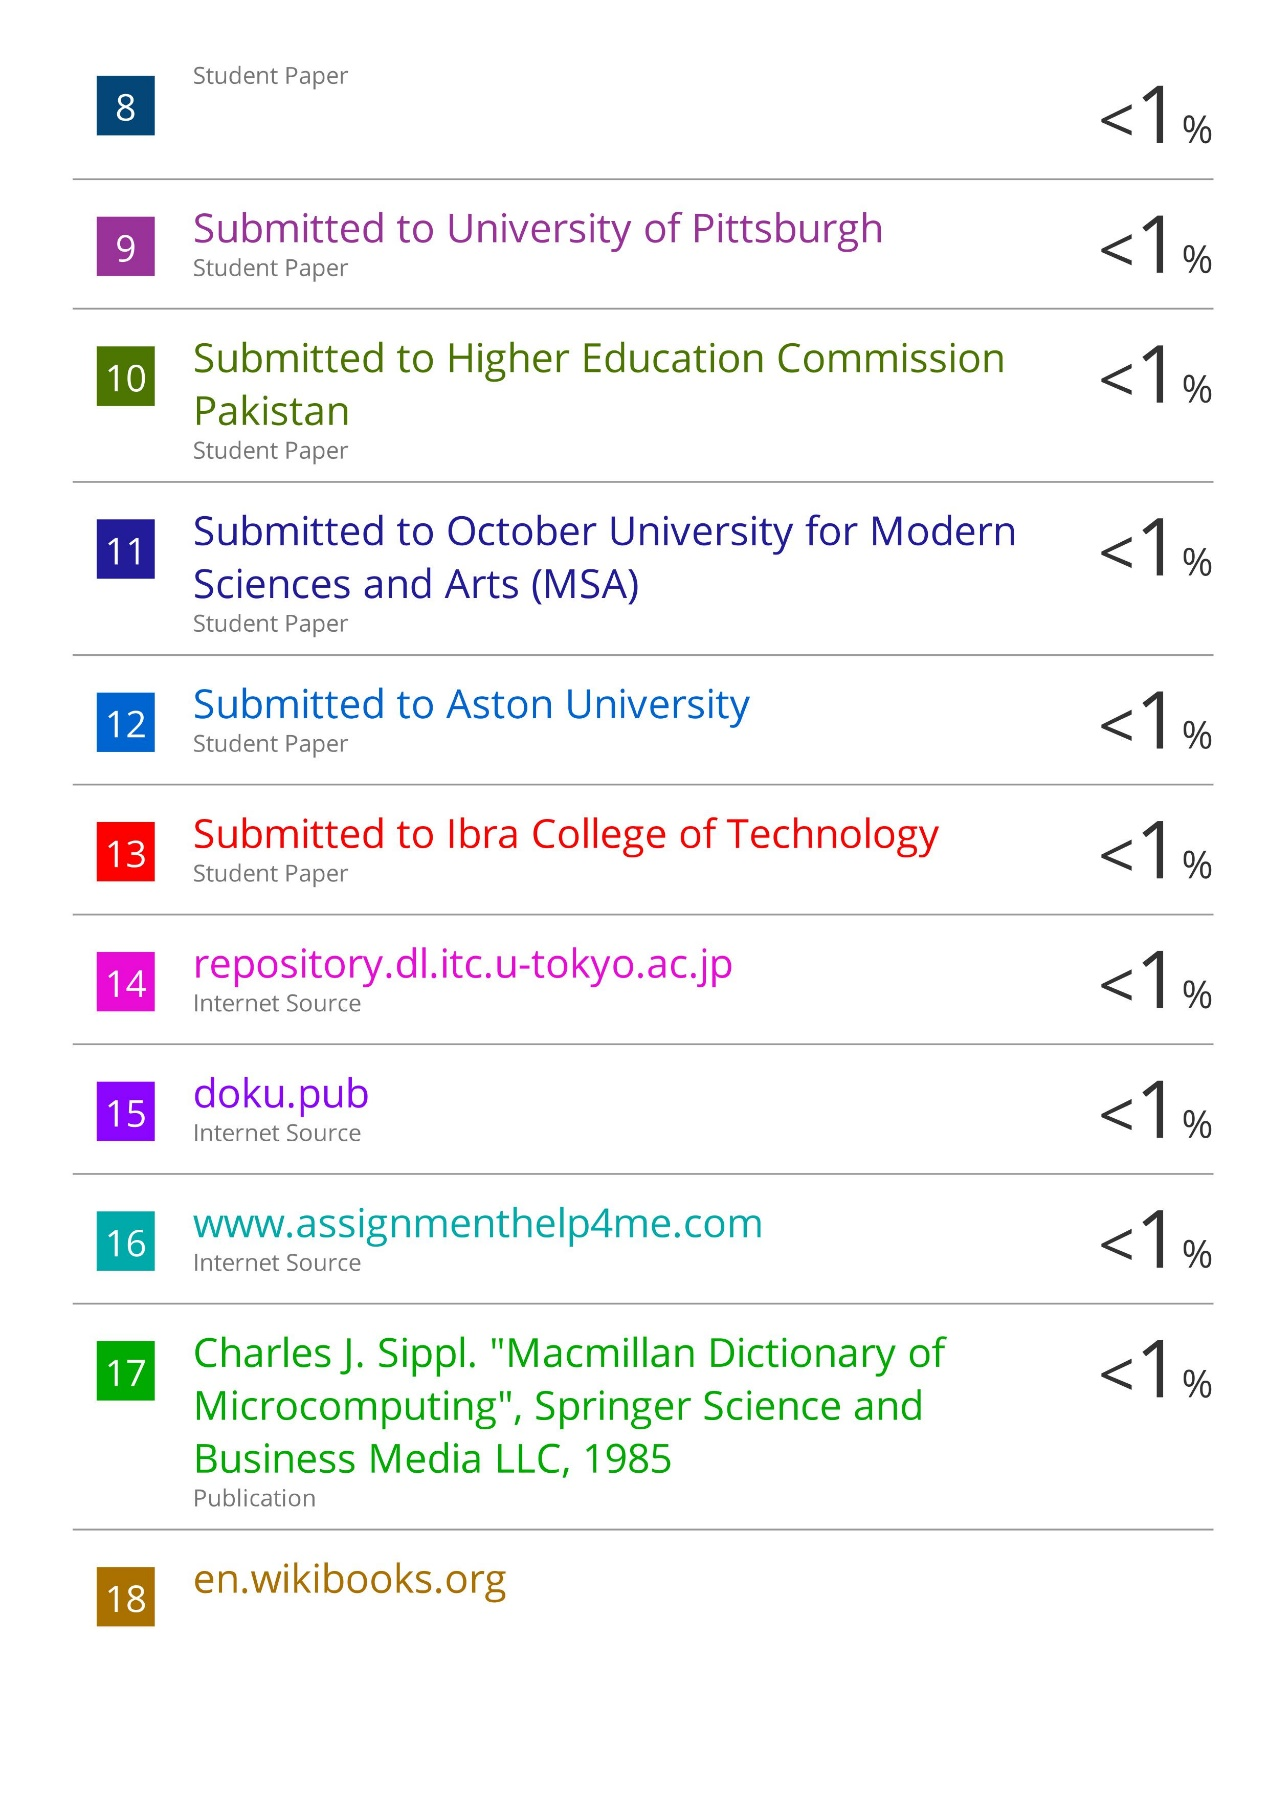 8
Student Paper
<1%
9
Submitted to University of Pittsburgh
Student Paper
<1%
10
Submitted to Higher Education Commission
Pakistan
Student Paper
<1%
11
Submitted to October University for Modern
Sciences and Arts (MSA)
Student Paper
<1%
12
Submitted to Aston University
Student Paper
<1%
13
Submitted to Ibra College of Technology
Student Paper
<1%
14
repository.dl.itc.u-tokyo.ac.jp
Internet Source
<1%
15
doku.pub
Internet Source
<1%
16
www.assignmenthelp4me.com
Internet Source
<1%
17
Charles J. Sippl. "Macmillan Dictionary of
Microcomputing", Springer Science and
Business Media LLC, 1985
Publication
<1%
18
en.wikibooks.org